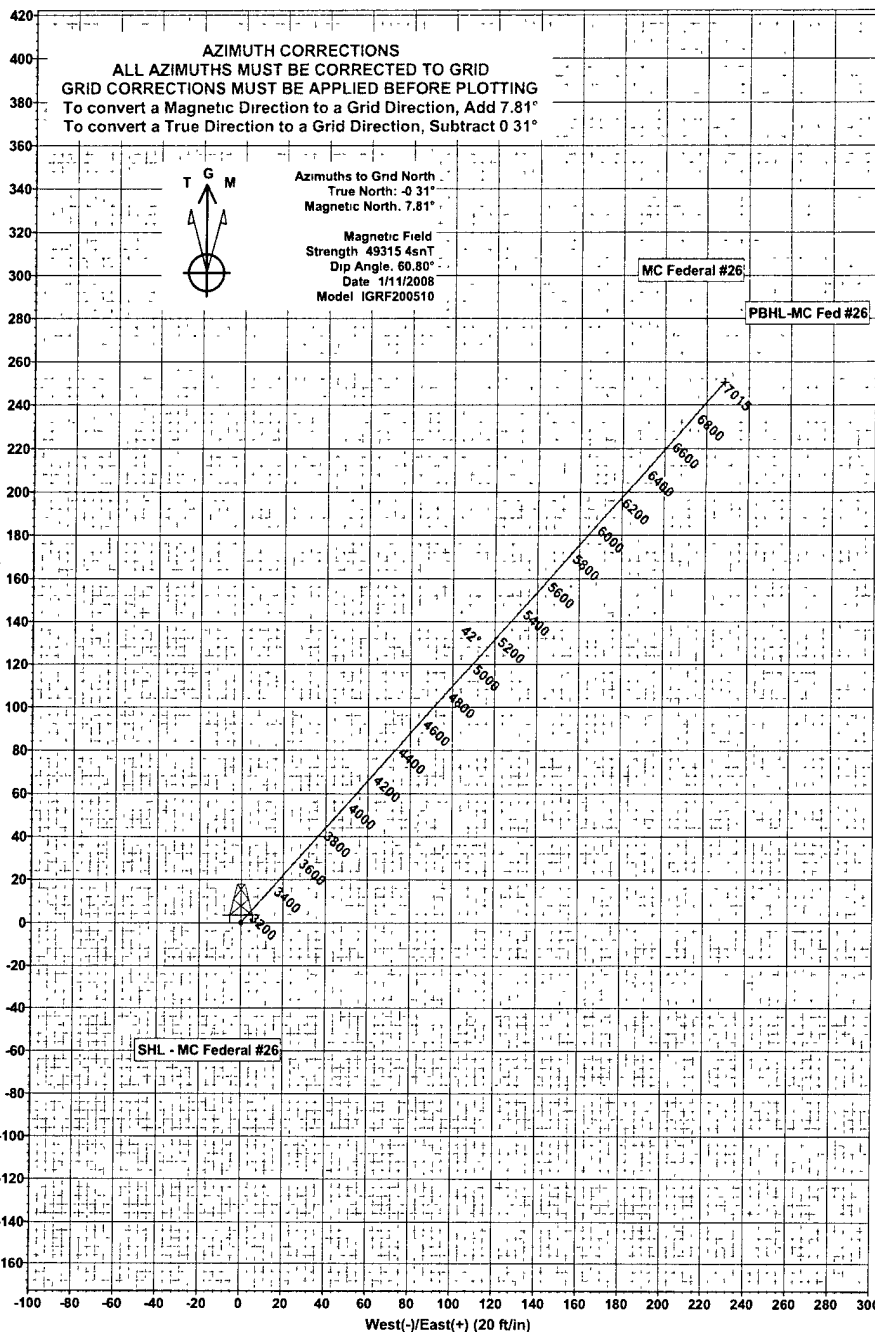 AZIMUTH CORRECTIONS
ALL AZIMUTHS MUST BE CORRECTED TO GRID
GRID CORRECTIONS MUST BE APPLIED BEFORE PLOTTING
To convert a Magnetic Direction to a Grid Direction, Add 7.81°
To convert a True Direction to a Grid Direction, Subtract 0 31°
T G M
Azimuths to Grid North
True North: -0 31°
Magnetic North. 7.81°
Magnetic Field
Strength 49315 4snT
Dip Angle. 60.80°
Date 1/11/2008
Model IGRF200510
MC Federal #26
PBHL-MC Fed #26
7015
6800
6600
6400
6200
6000
5800
5600
5400
42°
5200
5000
4800
4600
4400
4200
4000
3800
3600
3400
3200
SHL - MC Federal #26
420
400
380
360
340
320
300
280
260
240
220
200
180
160
140
120
100
80
60
40
20
0
-20
-40
-60
-80
-100
-120
-140
160
-100 -80 -60 -40 -20 0 20 40 60 80 100 120 140 160 180 200 220 240 260 280 300
West(-)/East(+) (20 ft/in)